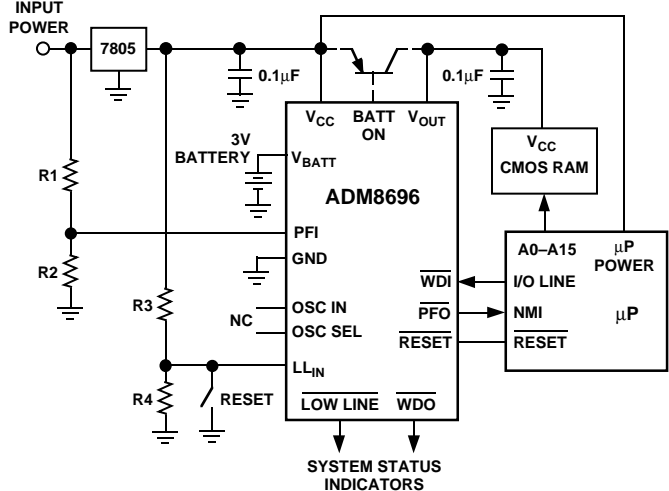 INPUT
POWER
7805
0.1μF
0.1μF
VCC
BATT
ON
VOUT
3V
BATTERY
VBATT
VCC
CMOS RAM
R1
ADM8696
PFI
A0–A15
μP
POWER
R2
GND
WDI
I/O LINE
R3
OSC IN
PFO
NMI
μP
NC
OSC SEL
RESET
RESET
LLIN
R4
RESET
LOW LINE
WDO
SYSTEM STATUS
INDICATORS